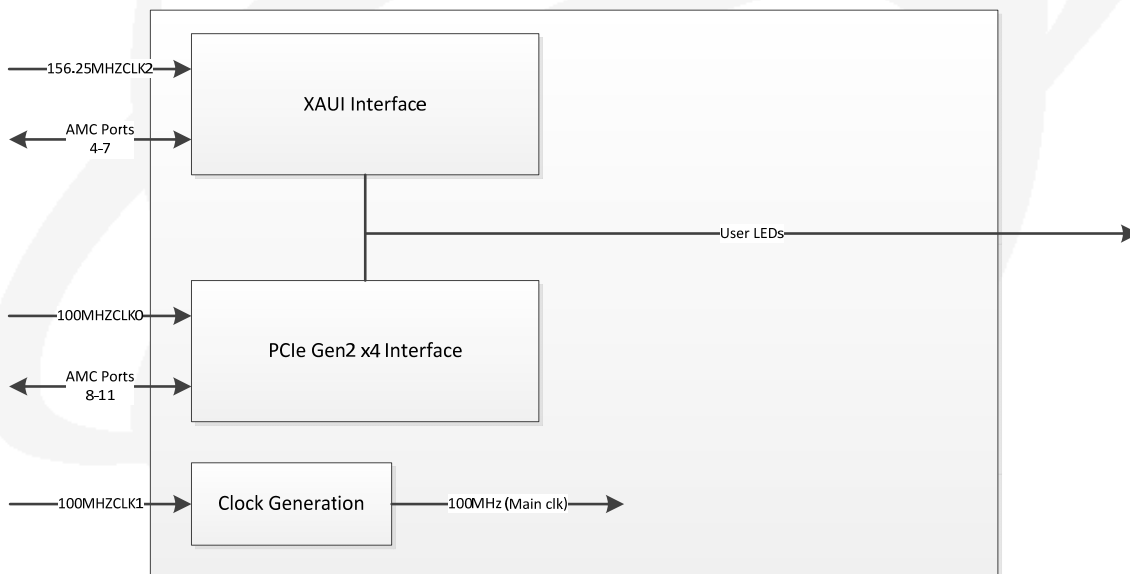 156.25MHZCLK2
XAUI Interface
AMC Ports
4-7
User LEDs
100MHZCLK0
PCIe Gen2 x4 Interface
AMC Ports
8-11
100MHZCLK1
Clock Generation
100MHz (Main clk)